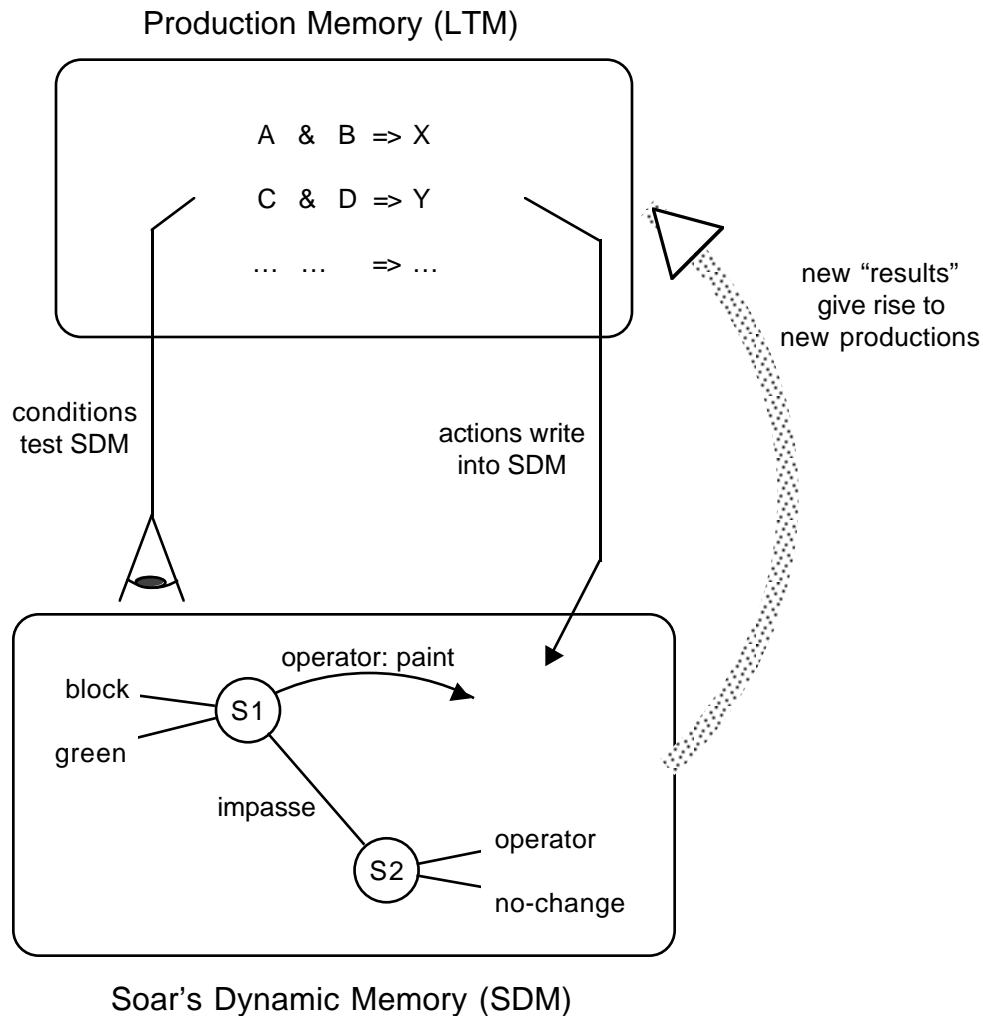 Production Memory (LTM)
A & B => X
C & D => Y
... ... => ...
new “results”
give rise to
new productions
conditions
test SDM
actions write
into SDM
operator: paint
block
S1
green
impasse
operator
S2
no-change
Soar's Dynamic Memory (SDM)